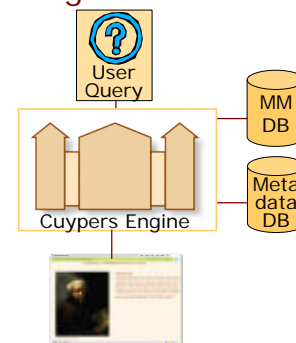 User
Query
MM
DB
Meta
data
DB
Cuypers Engine